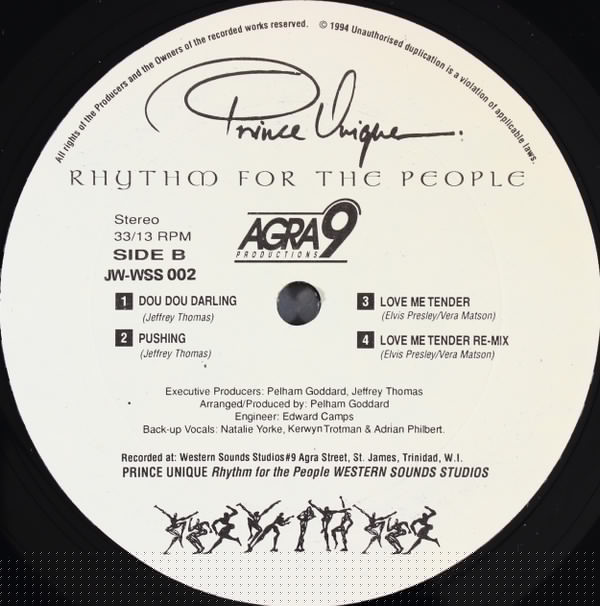 All rights of the Producers and the Owners of the recorded works reserved. © 1994 Unauthorised duplication is a violation of applicable laws.
Prince Unique
RHYTHM FOR THE PEOPLE
Stereo
33/13 RPM
SIDE B
JW-WSS 002
AGRA 9
PRODUCTIONS
1 DOU DOU DARLING
(Jeffrey Thomas)
2 PUSHING
(Jeffrey Thomas)
3 LOVE ME TENDER
(Elvis Presley/Vera Matson)
4 LOVE ME TENDER RE-MIX
(Elvis Presley/Vera Matson)
Executive Producers: Pelham Goddard, Jeffrey Thomas
Arranged/Produced by: Pelham Goddard
Engineer: Edward Camps
Back-up Vocals: Natalie Yorke, Kerwyn Trotman & Adrian Philbert.
Recorded at: Western Sounds Studios #9 Agra Street, St. James, Trinidad, W.I.
PRINCE UNIQUE Rhythm for the People WESTERN SOUNDS STUDIOS